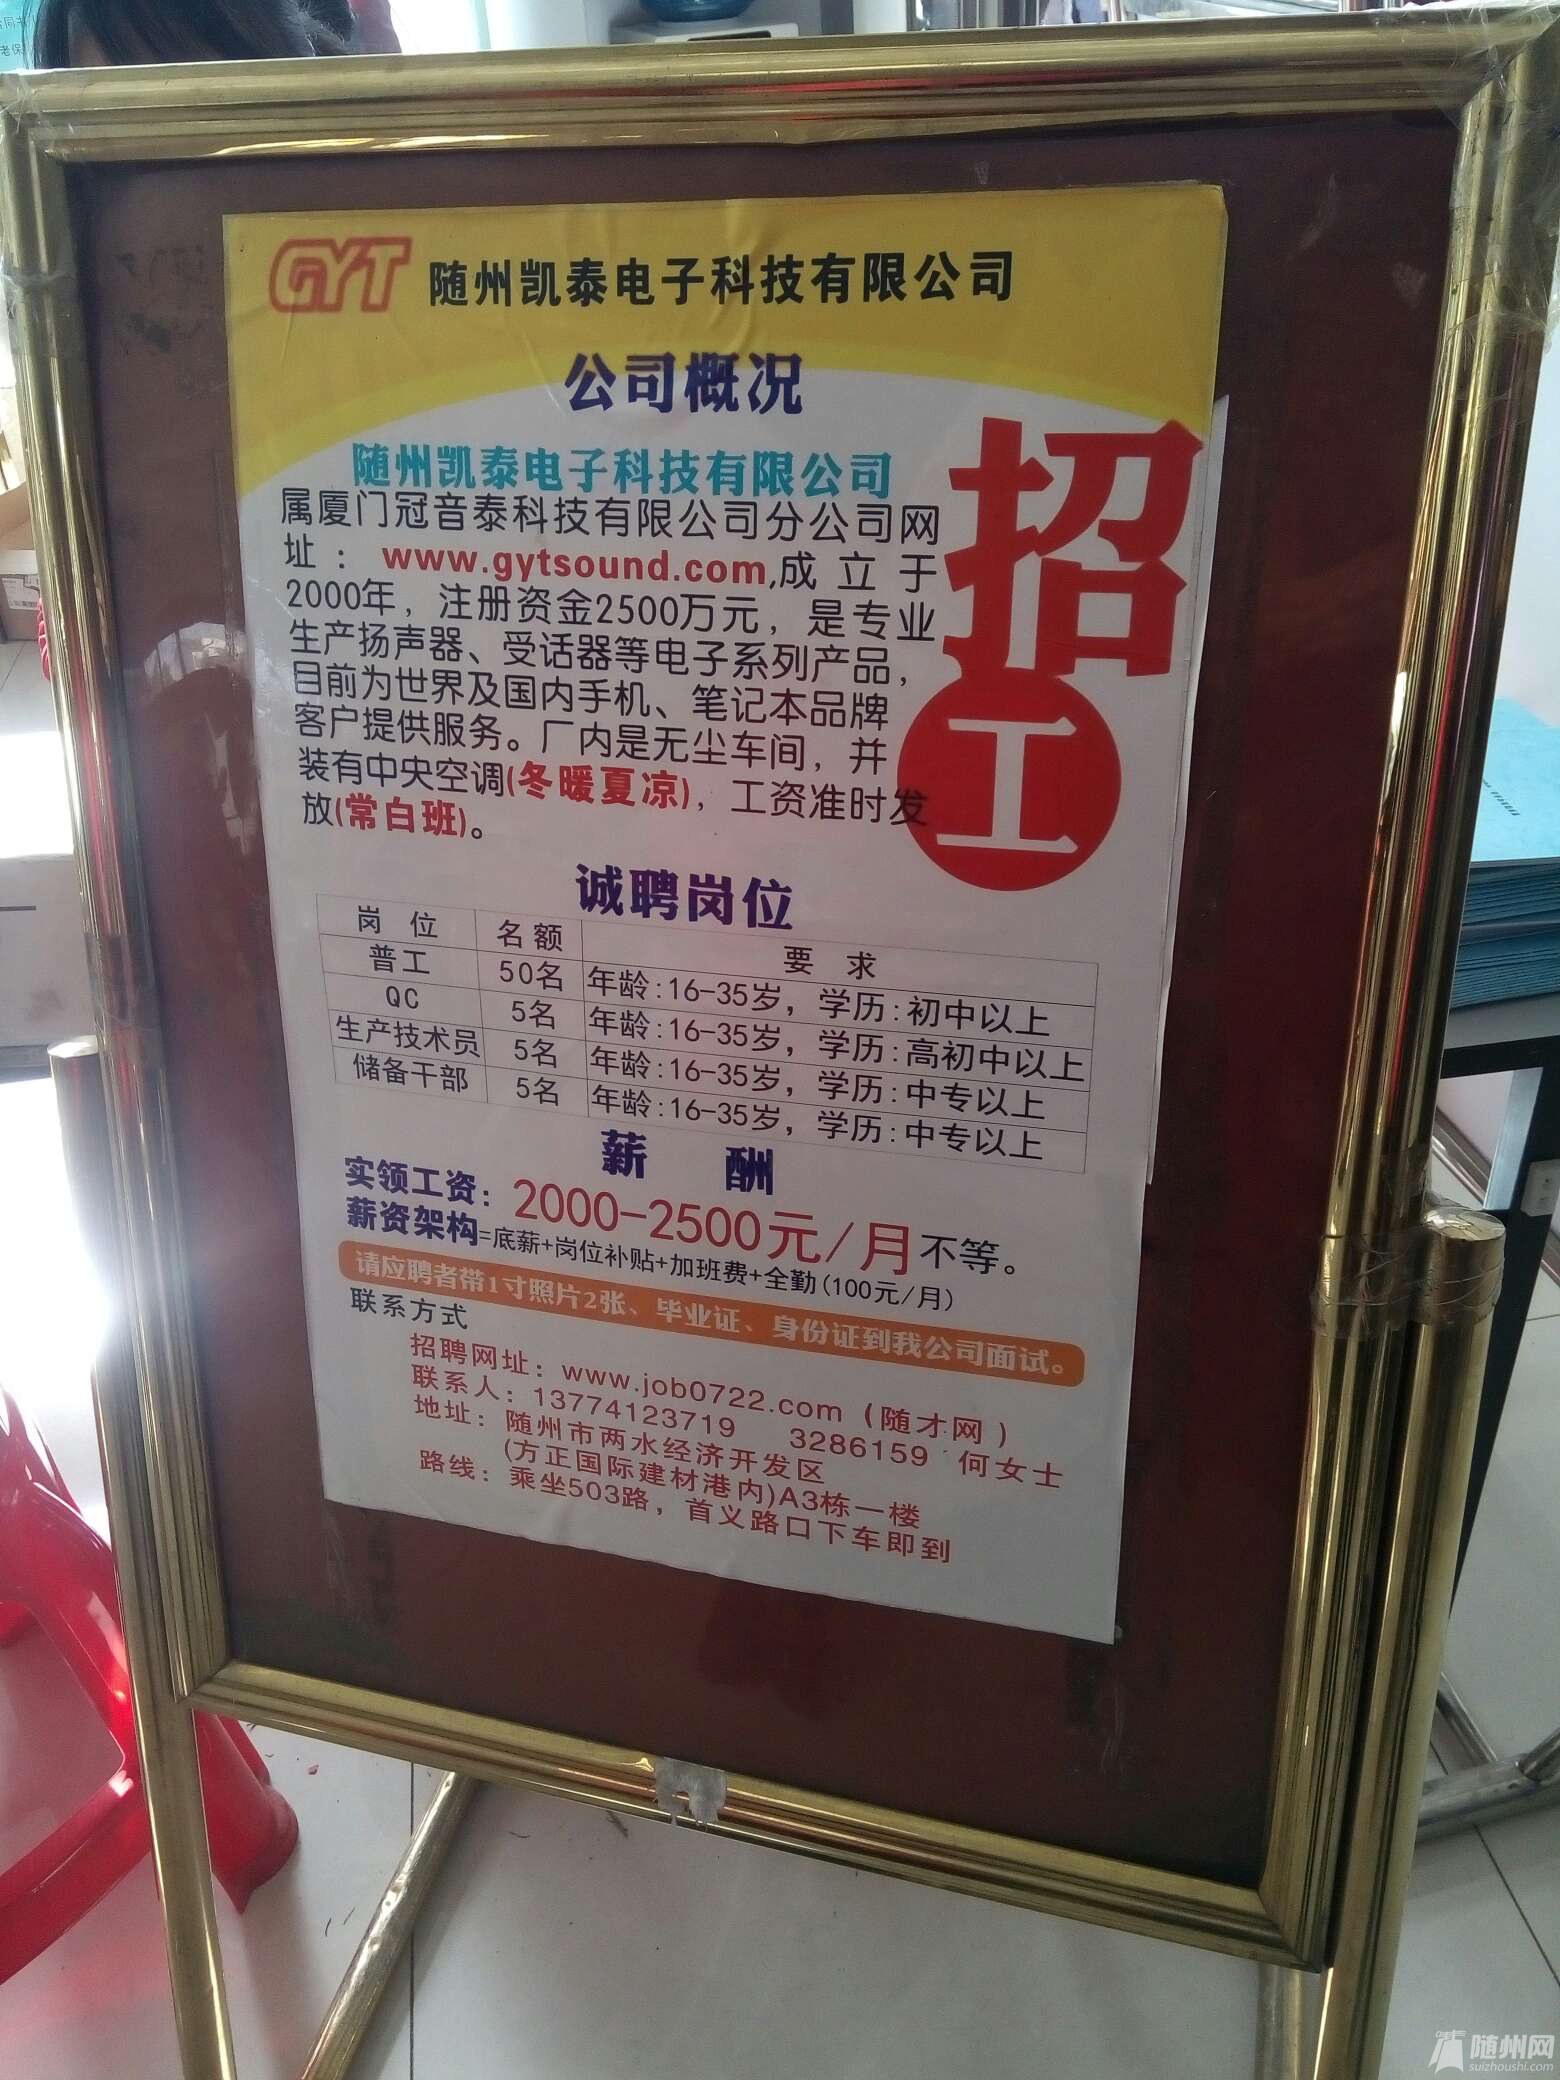 GYT 随州凯泰电子科技有限公司
公司概况
随州凯泰电子科技有限公司
属厦门冠音泰科技有限公司分公司网
址：www.gytsound.com,成立于
2000年，注册资金2500万元，是专业
生产扬声器、受话器等电子系列产品，
目前为世界及国内手机、笔记本品牌
客户提供服务。厂内是无尘车间，并
装有中央空调(冬暖夏凉)，工资准时发
放(常白班)。
招工
诚聘岗位
岗 位 名额 要 求
普工 50名 年龄:16-35岁，学历:初中以上
QC 5名 年龄:16-35岁，学历:高初中以上
生产技术员 5名 年龄:16-35岁，学历:中专以上
储备干部 5名 年龄:16-35岁，学历:中专以上
薪 酬
实领工资：2000-2500元/月不等。
薪资架构=底薪+岗位补贴+加班费+全勤(100元/月)
请应聘者带1寸照片2张、毕业证、身份证到我公司面试。
联系方式
招聘网址：www.job0722.com（随才网）
联系人：13774123719 3286159 何女士
地址：随州市两水经济开发区
(方正国际建材港内)A3栋一楼
路线：乘坐503路，首义路口下车即到
随州网
suizhoushi.com